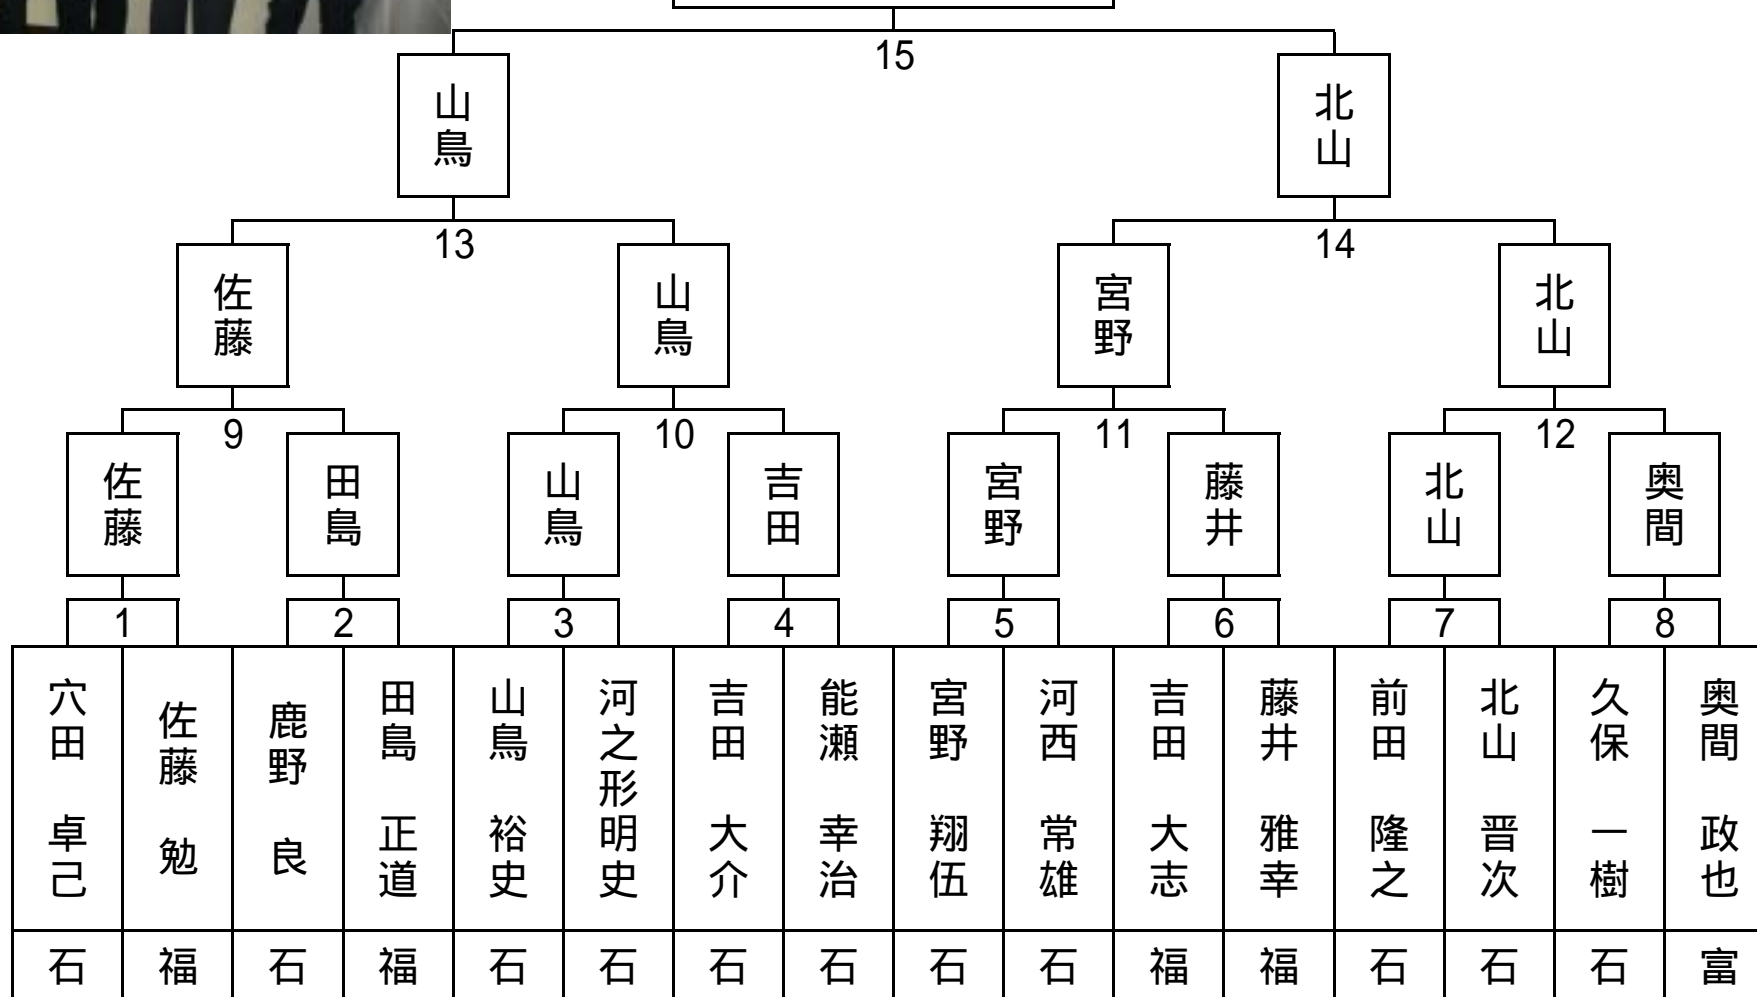 15
山鳥
北山
13
14
佐藤
山鳥
宮野
北山
9
10
11
12
佐藤
田島
山鳥
吉田
宮野
藤井
北山
奥間
1
2
3
4
5
6
7
8
穴田 卓己
佐藤 勉
鹿野 良
田島 正道
山鳥 裕史
河之形明史
吉田 大介
能瀬 幸治
宮野 翔伍
河西 常雄
吉田 大志
藤井 雅幸
前田 隆之
北山 晋次
久保 一樹
奥間 政也
石
福
石
福
石
石
石
石
石
石
福
福
石
石
石
富